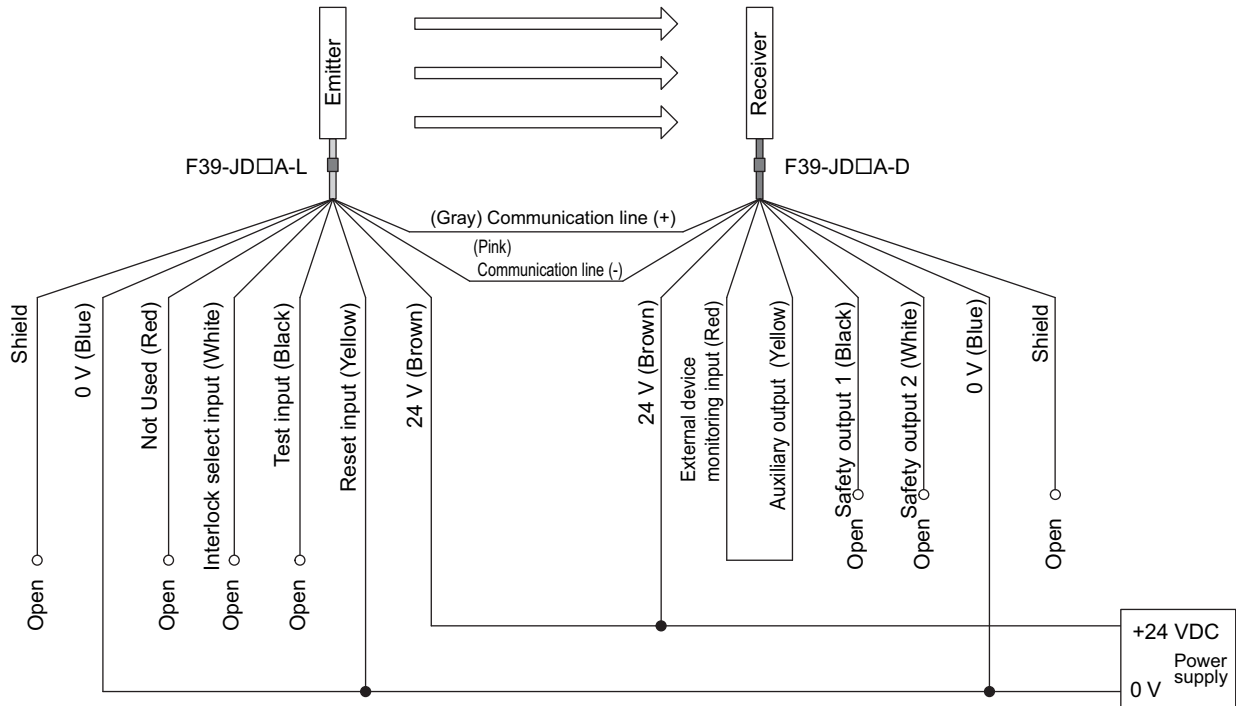 Emitter
Receiver
F39-JD□A-L
F39-JD□A-D
(Gray) Communication line (+)
(Pink)
Communication line (-)
Shield
0 V (Blue)
Not Used (Red)
Interlock select input (White)
Test input (Black)
Reset input (Yellow)
24 V (Brown)
24 V (Brown)
External device
monitoring input (Red)
Auxiliary output (Yellow)
Safety output 1 (Black)
Safety output 2 (White)
0 V (Blue)
Shield
Open
Open
Open
Open
Open
Open
Open
+24 VDC
Power
supply
0 V